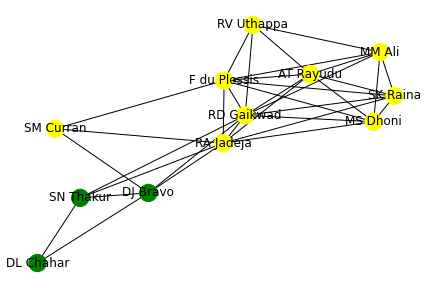 RV Uthappa
MM Ali
AT Rayudu
F du Plessis
SK Raina
RD Gaikwad
MS Dhoni
SM Curran
RA Jadeja
DJ Bravo
SN Thakur
DL Chahar